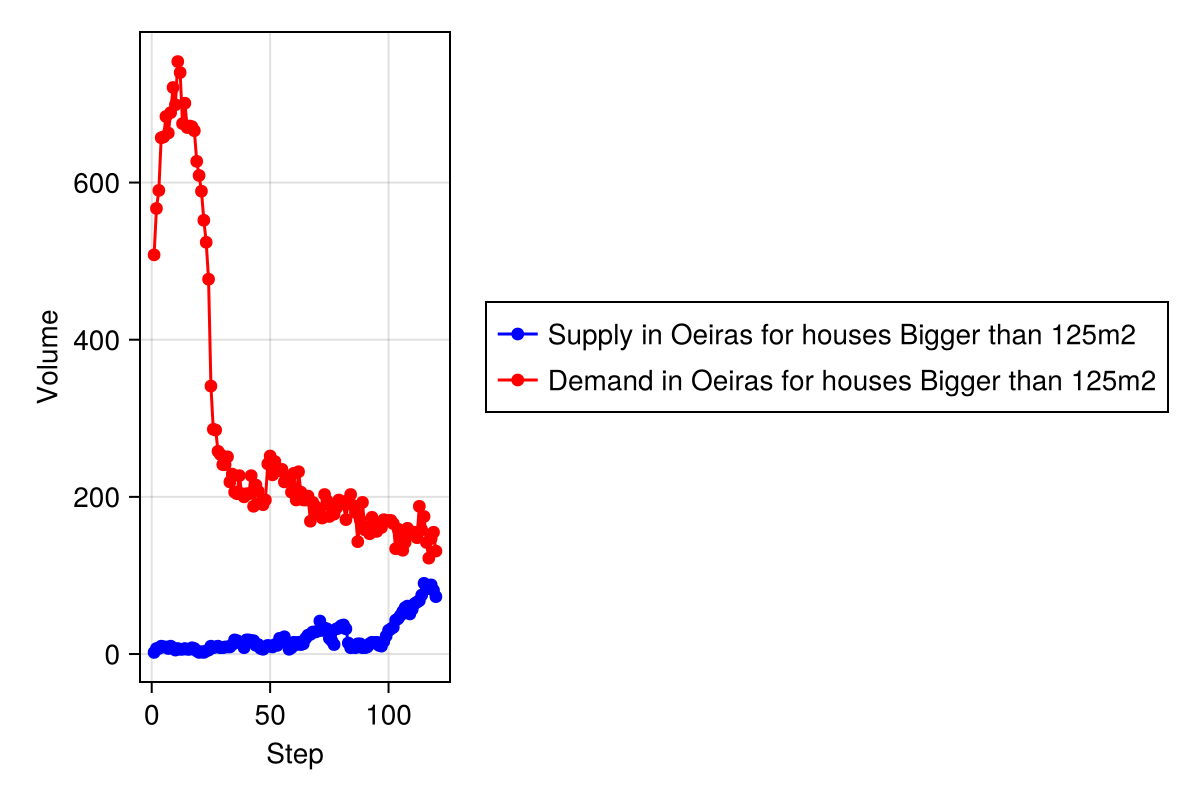 600
400
200
0
0 50 100
Volume
Step
Supply in Oeiras for houses Bigger than 125m2
Demand in Oeiras for houses Bigger than 125m2